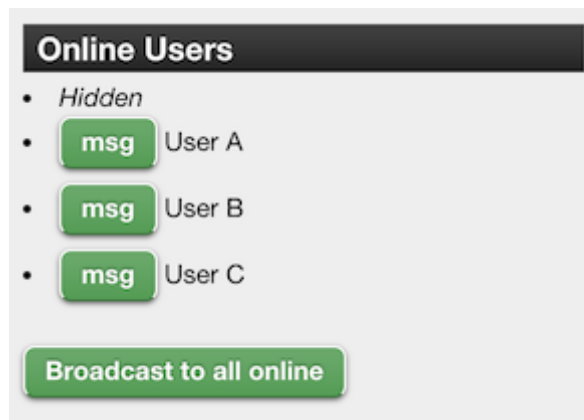 Online Users
Hidden
msg User A
msg User B
msg User C
Broadcast to all online